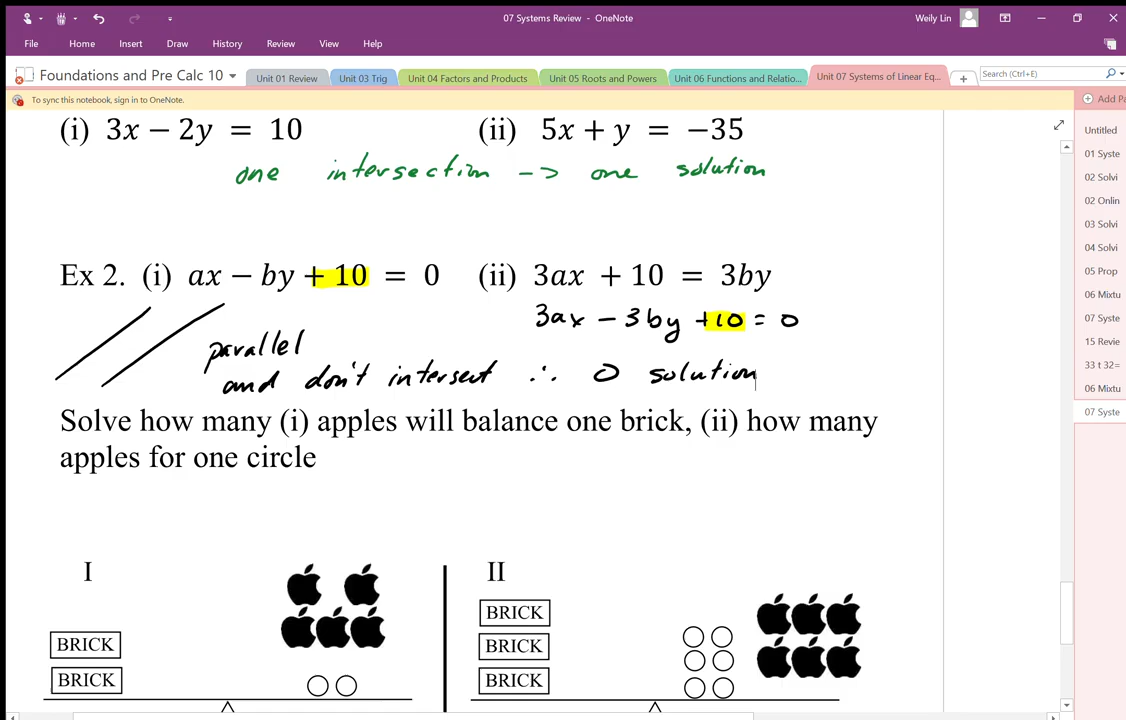 07 Systems Review - OneNote
Weily Lin
File Home Insert Draw History Review View Help
Foundations and Pre Calc 10
Unit 01 Review
Unit 03 Trig
Unit 04 Factors and Products
Unit 05 Roots and Powers
Unit 06 Functions and Relatio...
Unit 07 Systems of Linear Eq...
Search (Ctrl+E)
To sync this notebook, sign in to OneNote.
Add Pa
(i) 3x − 2y = 10 (ii) 5x + y = −35
one intersection -> one solution
Ex 2. (i) ax − by + 10 = 0 (ii) 3ax + 10 = 3by
3ax − 3by +10 = 0
parallel
and don't intersect ∴ 0 solution
Solve how many (i) apples will balance one brick, (ii) how many
apples for one circle
I
BRICK
BRICK
II
BRICK
BRICK
BRICK
Untitled
01 Syste
02 Solvi
02 Onlin
03 Solvi
04 Solvi
05 Prop
06 Mixtu
07 Syste
15 Revie
33 t 32=
06 Mixtu
07 Syste